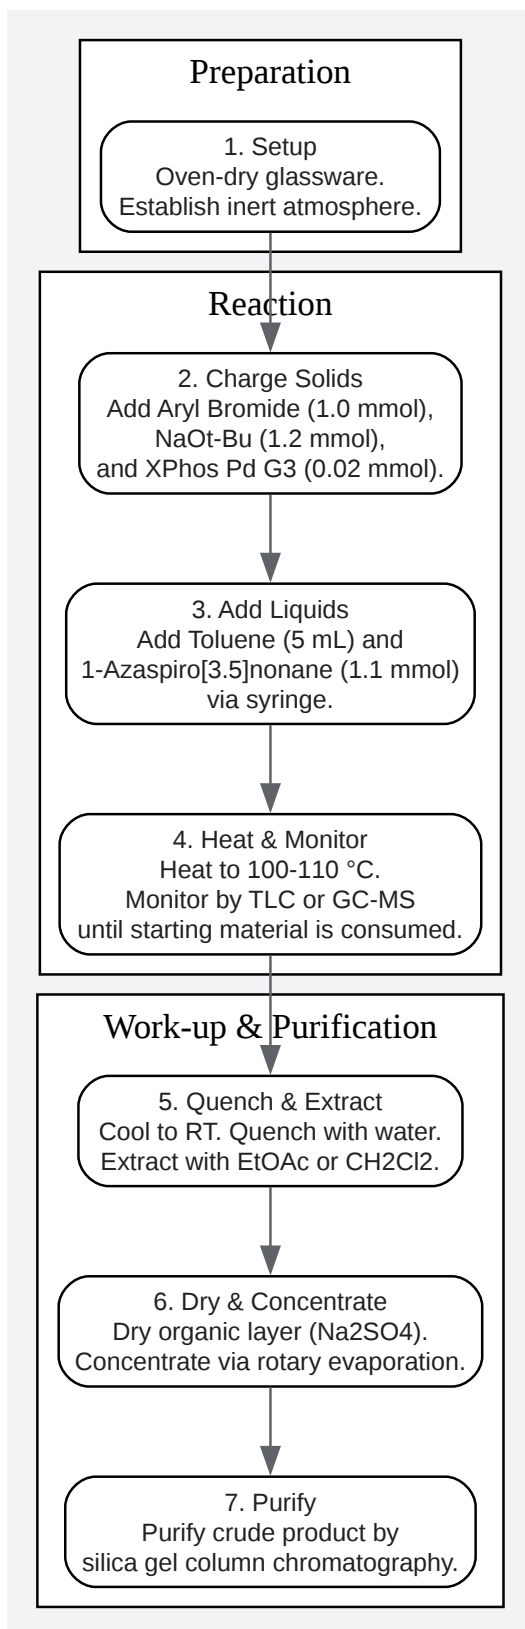 Preparation
1. Setup
Oven-dry glassware.
Establish inert atmosphere.
Reaction
2. Charge Solids
Add Aryl Bromide (1.0 mmol),
NaOt-Bu (1.2 mmol),
and XPhos Pd G3 (0.02 mmol).
3. Add Liquids
Add Toluene (5 mL) and
1-Azaspiro[3.5]nonane (1.1 mmol)
via syringe.
4. Heat & Monitor
Heat to 100-110 °C.
Monitor by TLC or GC-MS
until starting material is consumed.
Work-up & Purification
5. Quench & Extract
Cool to RT. Quench with water.
Extract with EtOAc or CH2Cl2.
6. Dry & Concentrate
Dry organic layer (Na2SO4).
Concentrate via rotary evaporation.
7. Purify
Purify crude product by
silica gel column chromatography.